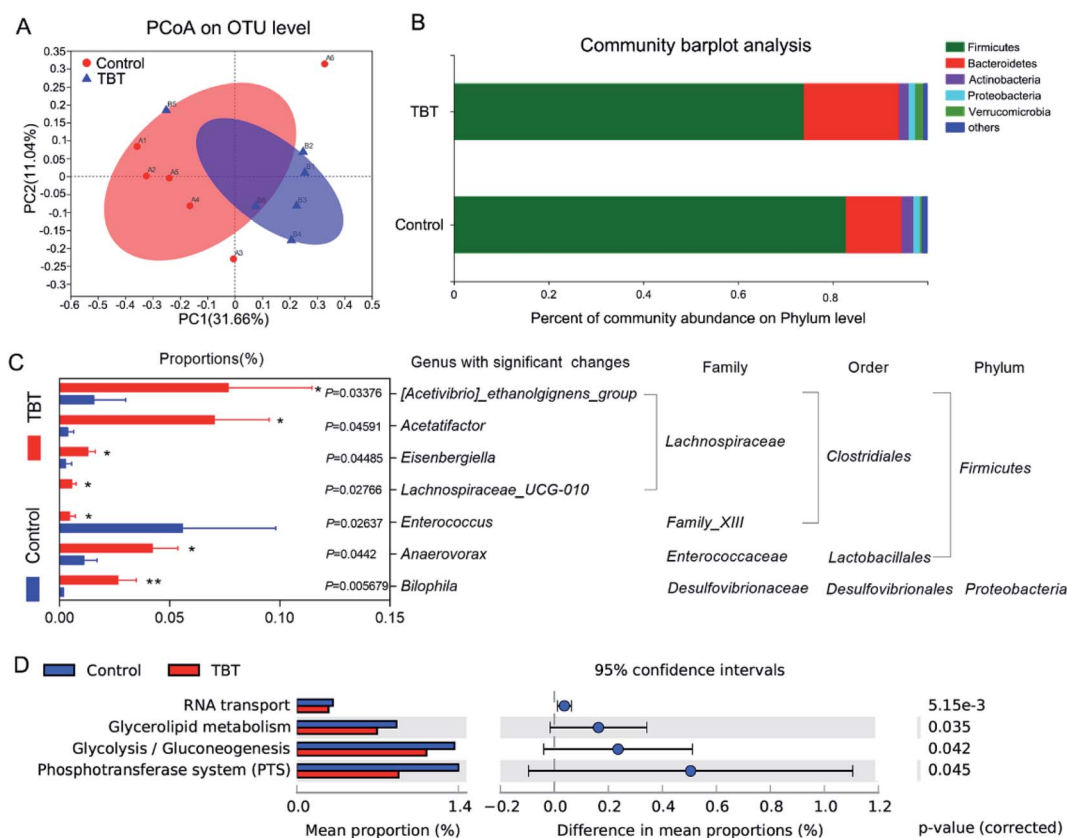 A
PCoA on OTU level
Control
TBT
PC2(11.04%)
0.35
0.3
0.25
0.2
0.15
0.1
0.05
0
-0.05
-0.1
-0.15
-0.2
-0.25
-0.3
A6
B5
A1
B2
B1
A2
A5
A4
B6
B3
B4
A3
-0.6 -0.5 -0.4 -0.3 -0.2 -0.1 0 0.1 0.2 0.3 0.4 0.5
PC1(31.66%)
B
Community barplot analysis
TBT
Control
0 0.2 0.4 0.6 0.8
Percent of community abundance on Phylum level
Firmicutes
Bacteroidetes
Actinobacteria
Proteobacteria
Verrucomicrobia
others
C
Proportions(%) Genus with significant changes Family Order Phylum
TBT
Control
* P=0.03376 [Acetivibrio]_ethanolgignens_group
* P=0.04591 Acetatifactor
* P=0.04485 Eisenbergiella
* P=0.02766 Lachnospiraceae_UCG-010
* P=0.02637 Enterococcus
* P=0.0442 Anaerovorax
** P=0.005679 Bilophila
0.00 0.05 0.10 0.15
Lachnospiraceae
Family_XIII
Enterococcaceae
Desulfovibrionaceae
Clostridiales
Lactobacillales
Desulfovibrionales
Firmicutes
Proteobacteria
D
Control TBT
95% confidence intervals
RNA transport 5.15e-3
Glycerolipid metabolism 0.035
Glycolysis / Gluconeogenesis 0.042
Phosphotransferase system (PTS) 0.045
0.0 1.4
Mean proportion (%)
−0.2 0.0 0.2 0.4 0.6 0.8 1.0 1.2
Difference in mean proportions (%)
p-value (corrected)